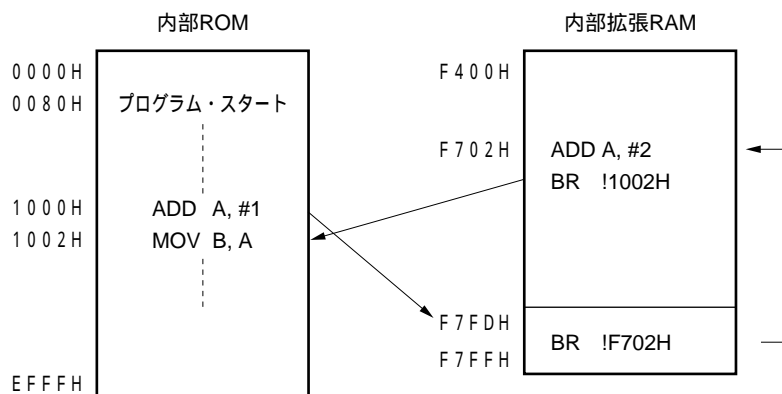 内部ROM
0000H
0080H プログラム・スタート
1000H ADD A, #1
1002H MOV B, A
EFFFH
内部拡張RAM
F400H
F702H ADD A, #2
BR !1002H
F7FDH
BR !F702H
F7FFH